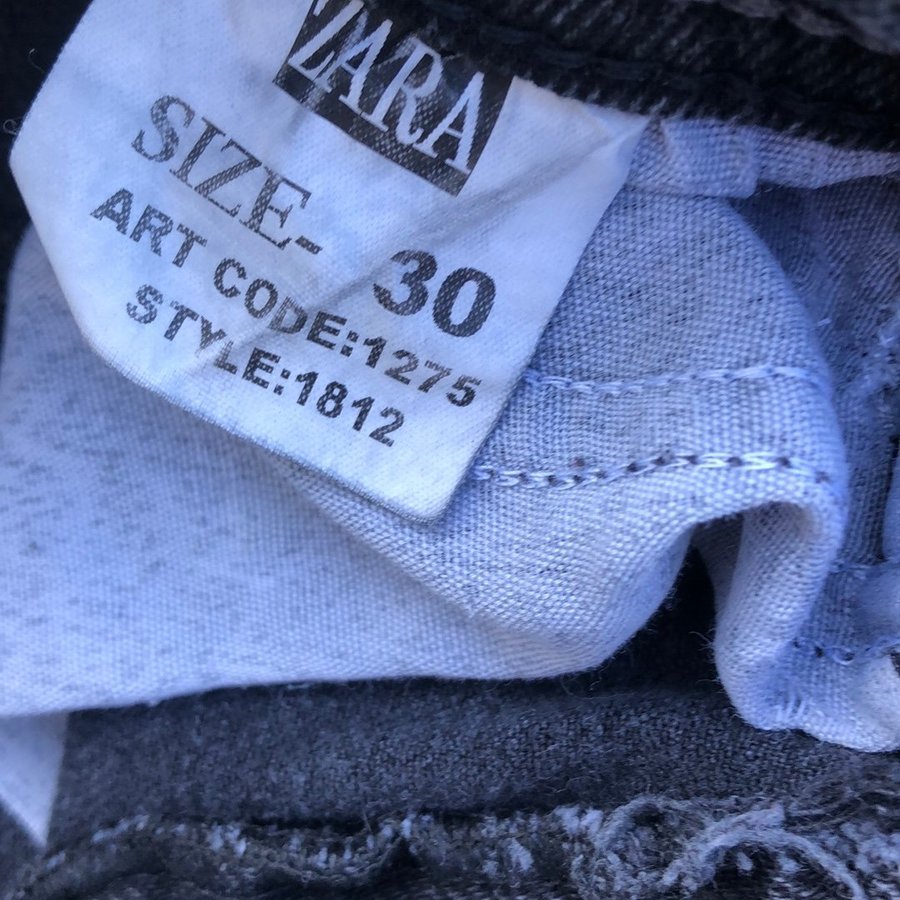 ZARA
SIZE- 30
ART CODE:1275
STYLE:1812